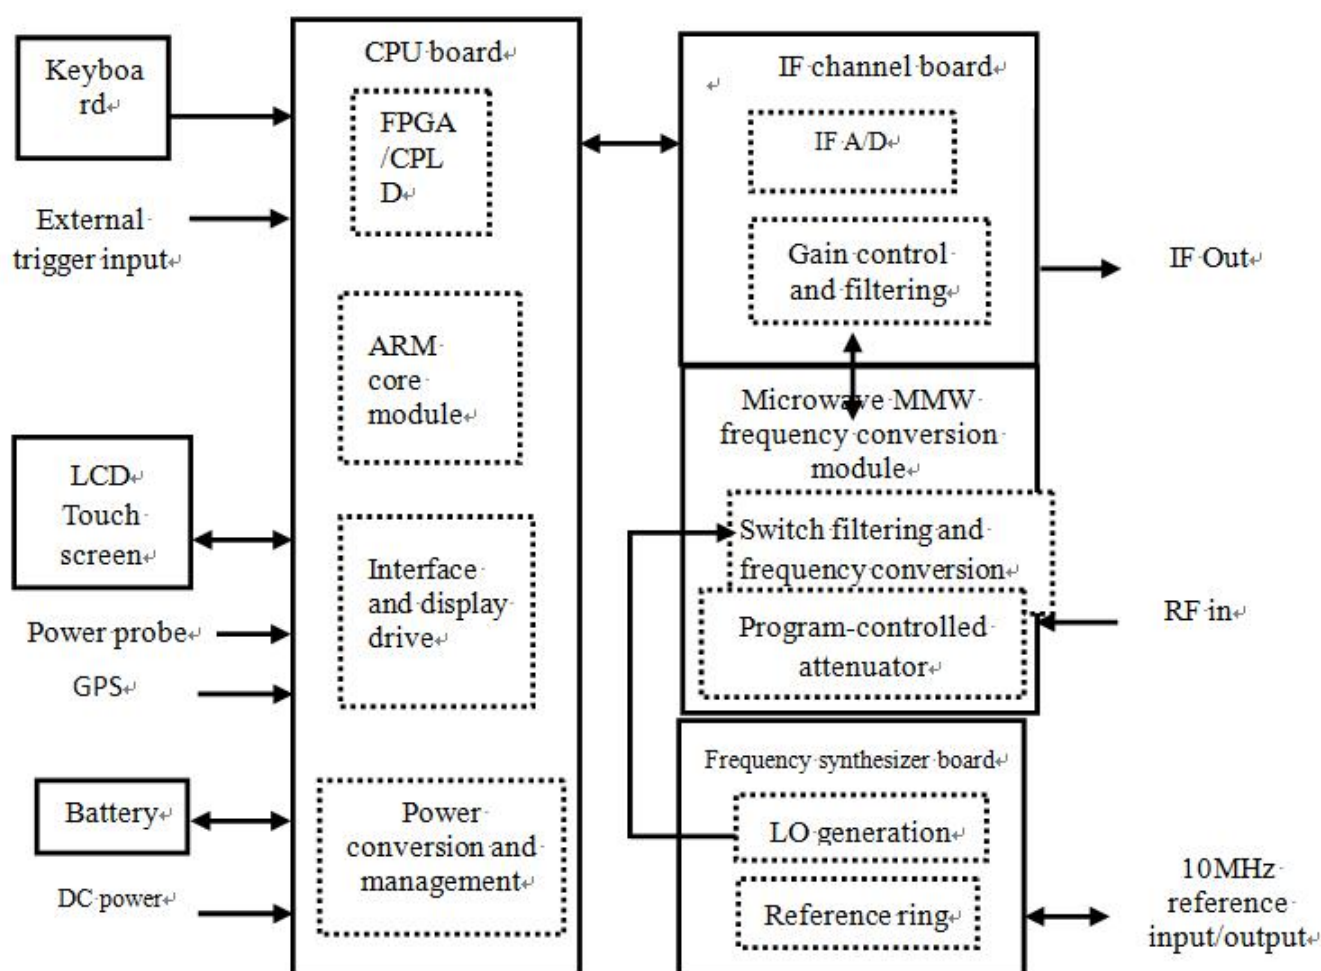 Keyboa
rd
External
trigger input
LCD
Touch
screen
Power probe
GPS
Battery
DC power
CPU board
FPGA
/CPL
D
ARM
core
module
Interface
and display
drive
Power
conversion and
management
IF channel board
IF A/D
Gain control
and filtering
Microwave MMW
frequency conversion
module
Switch filtering and
frequency conversion
Program-controlled
attenuator
Frequency synthesizer board
LO generation
Reference ring
IF Out
RF in
10MHz
reference
input/output